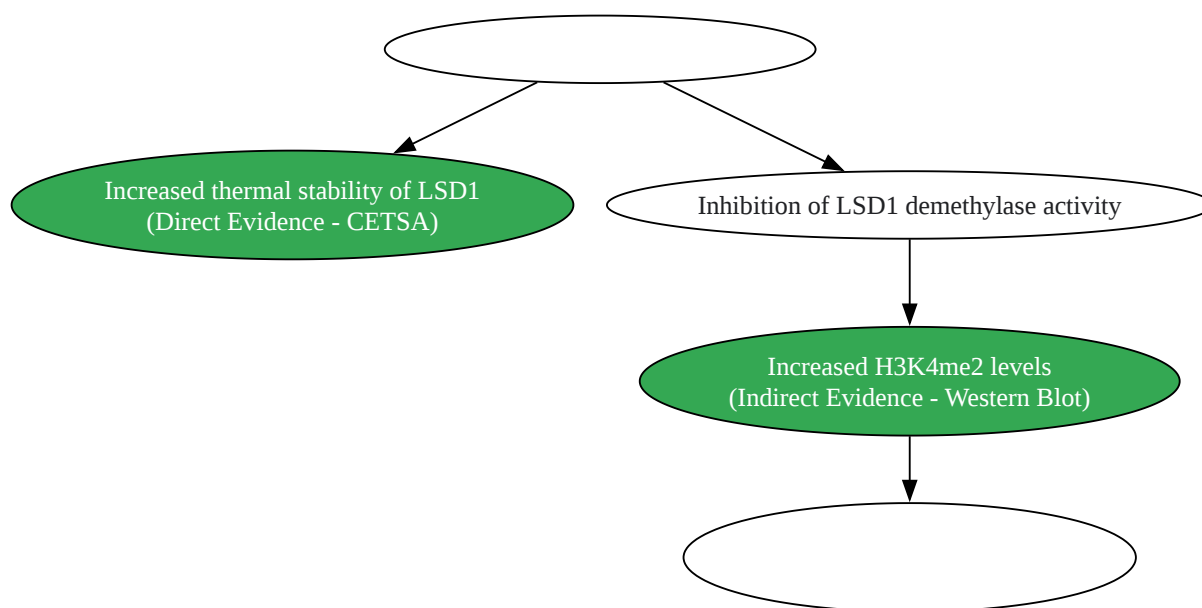 Increased thermal stability of LSD1
(Direct Evidence - CETSA)
Inhibition of LSD1 demethylase activity
Increased H3K4me2 levels
(Indirect Evidence - Western Blot)